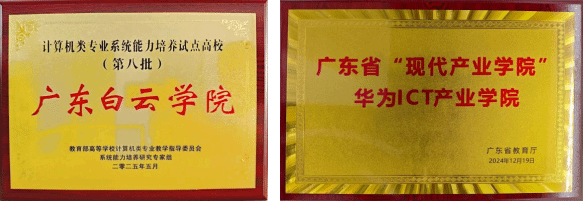 计算机类专业系统能力培养试点高校
（第八批）
广东白云学院
教育部高等学校计算机类专业教学指导委员会
系统能力培养研究专家组
二〇二五年五月
广东省“现代产业学院”
华为ICT产业学院
广东省教育厅
2024年12月19日